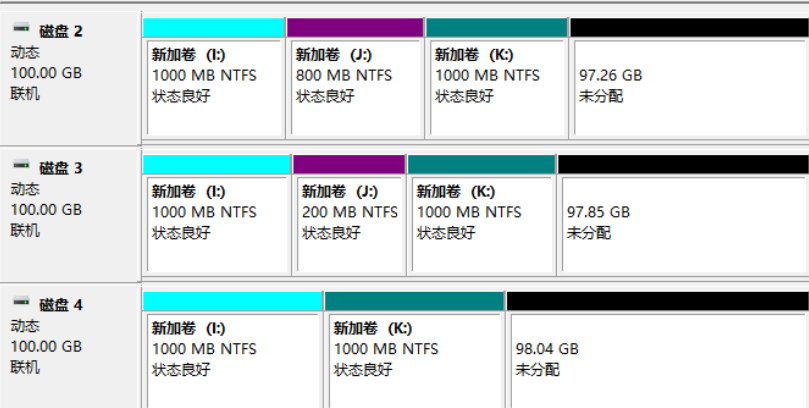 磁盘 2
动态
100.00 GB
联机
新加卷 (I:)
1000 MB NTFS
状态良好
新加卷 (J:)
800 MB NTFS
状态良好
新加卷 (K:)
1000 MB NTFS
状态良好
97.26 GB
未分配
磁盘 3
动态
100.00 GB
联机
新加卷 (I:)
1000 MB NTFS
状态良好
新加卷 (J:)
200 MB NTFS
状态良好
新加卷 (K:)
1000 MB NTFS
状态良好
97.85 GB
未分配
磁盘 4
动态
100.00 GB
联机
新加卷 (I:)
1000 MB NTFS
状态良好
新加卷 (K:)
1000 MB NTFS
状态良好
98.04 GB
未分配